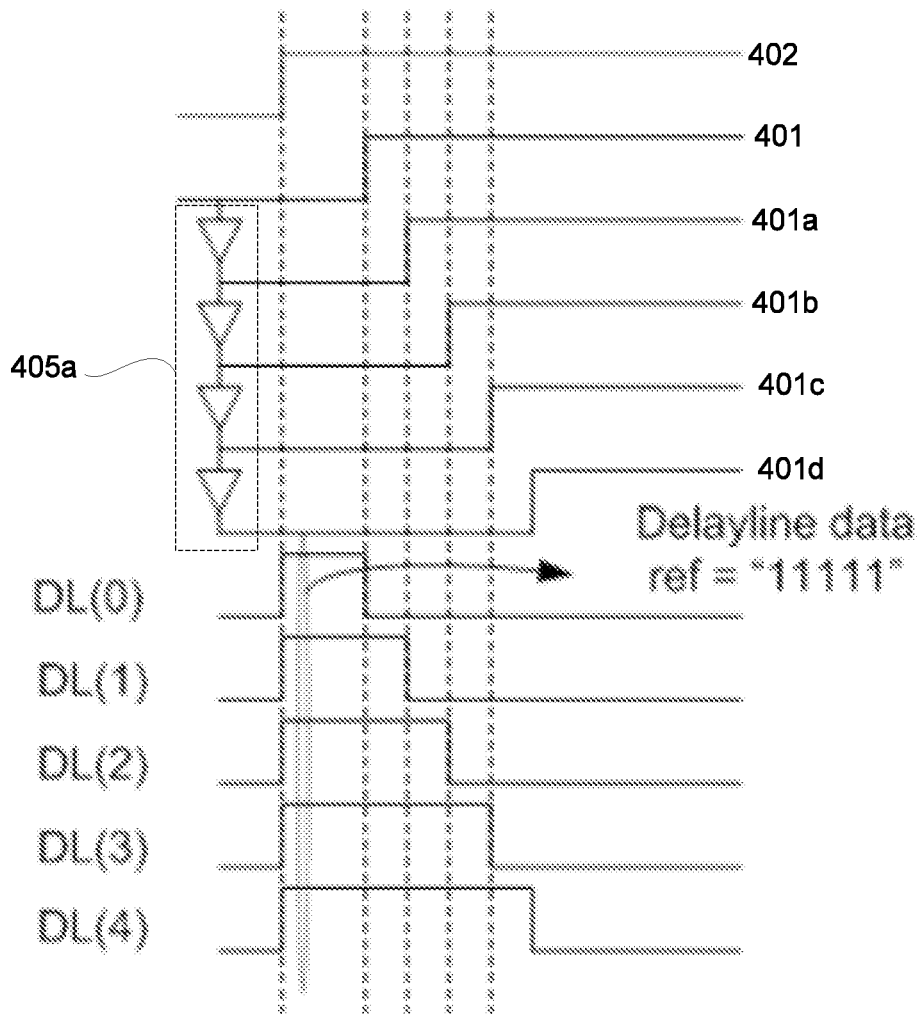 402
401
401a
401b
405a
401c
401d
Delayline data
ref = “11111”
DL(0)
DL(1)
DL(2)
DL(3)
DL(4)